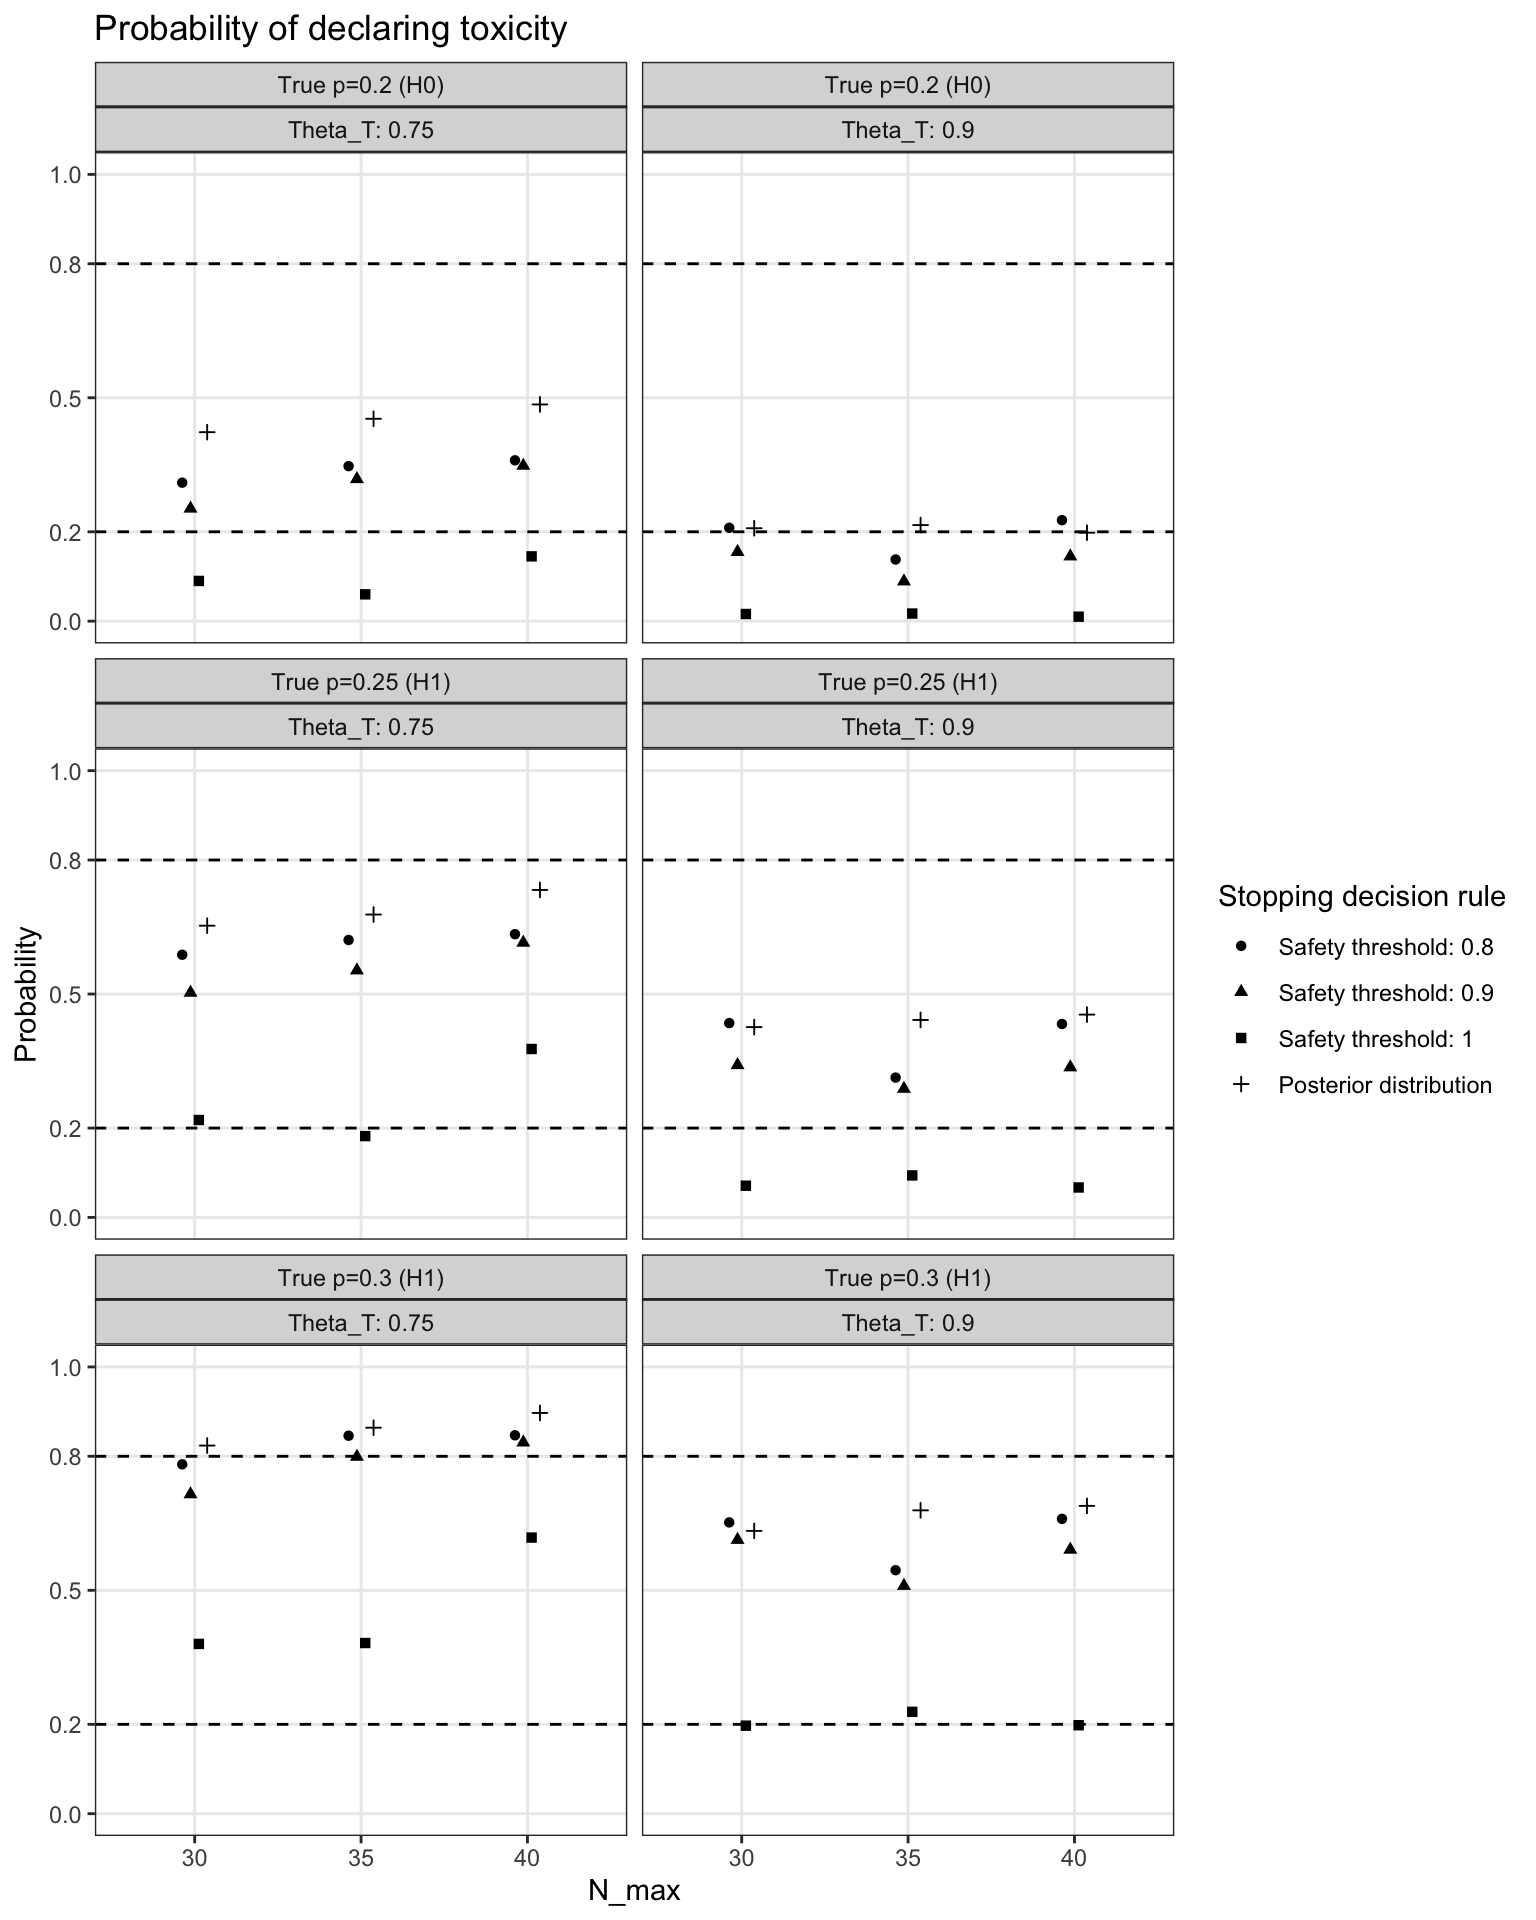 Probability of declaring toxicity
True p=0.2 (H0)
Theta_T: 0.75
True p=0.2 (H0)
Theta_T: 0.9
1.0
0.8
0.5
0.2
0.0
True p=0.25 (H1)
Theta_T: 0.75
True p=0.25 (H1)
Theta_T: 0.9
1.0
0.8
0.5
0.2
0.0
True p=0.3 (H1)
Theta_T: 0.75
True p=0.3 (H1)
Theta_T: 0.9
1.0
0.8
0.5
0.2
0.0
30 35 40
30 35 40
N_max
Probability
Stopping decision rule
Safety threshold: 0.8
Safety threshold: 0.9
Safety threshold: 1
Posterior distribution